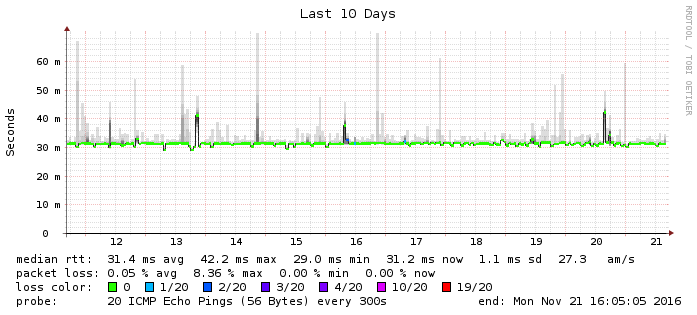 Last 10 Days
RRDTOOL / TOBI OETIKER
Seconds
60 m
50 m
40 m
30 m
20 m
10 m
0
12 13 14 15 16 17 18 19 20 21
median rtt: 31.4 ms avg 42.2 ms max 29.0 ms min 31.2 ms now 1.1 ms sd 27.3 am/s
packet loss: 0.05 % avg 8.36 % max 0.00 % min 0.00 % now
loss color: 0 1/20 2/20 3/20 4/20 10/20 19/20
probe: 20 ICMP Echo Pings (56 Bytes) every 300s end: Mon Nov 21 16:05:05 2016